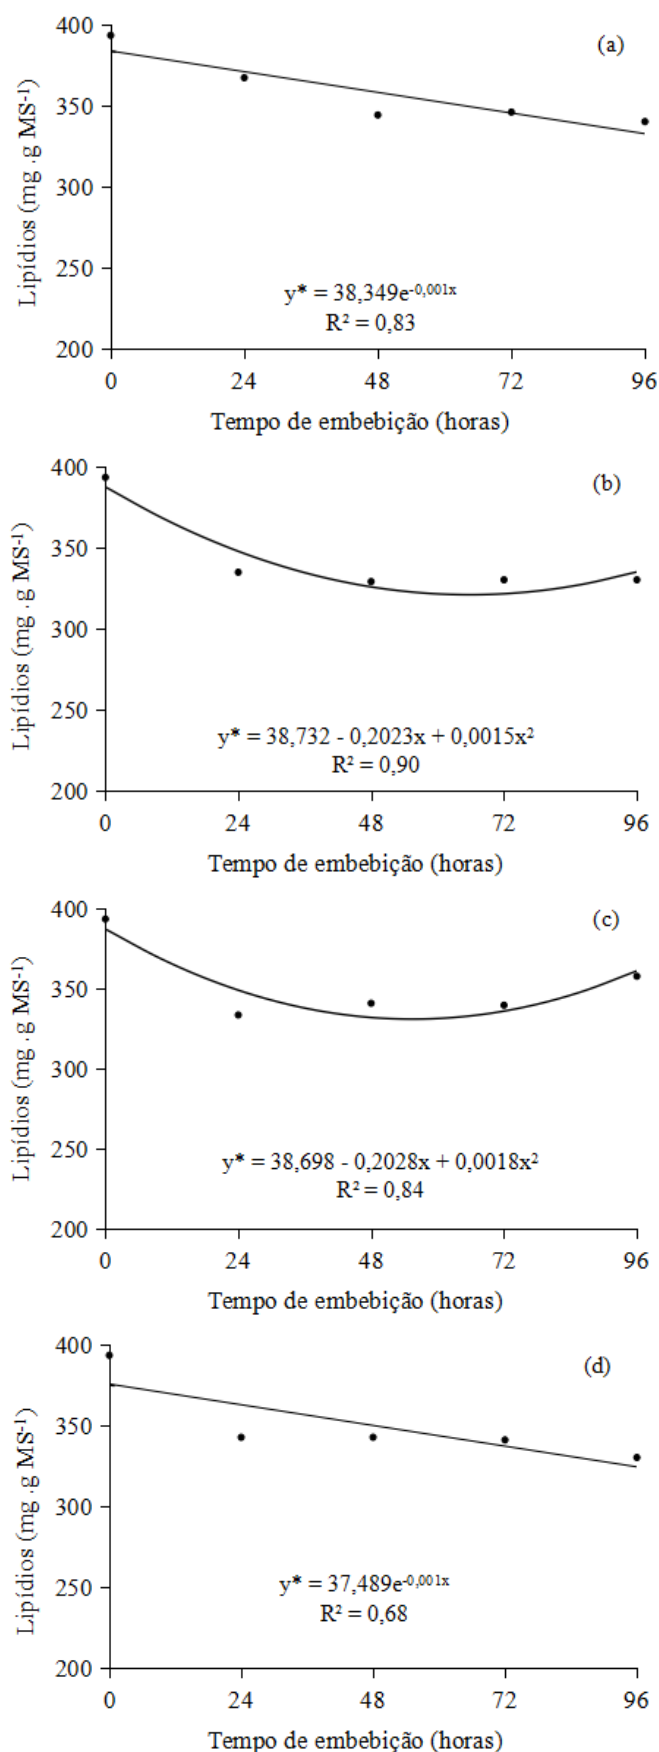 400
(a)
350
300
250
200
Lipídios (mg .g MS⁻¹)
y* = 38,349e⁻⁰,⁰⁰¹ˣ
R² = 0,83
0 24 48 72 96
Tempo de embebição (horas)
400
(b)
350
300
250
200
Lipídios (mg .g MS⁻¹)
y* = 38,732 - 0,2023x + 0,0015x²
R² = 0,90
0 24 48 72 96
Tempo de embebição (horas)
400
(c)
350
300
250
200
Lipídios (mg .g MS⁻¹)
y* = 38,698 - 0,2028x + 0,0018x²
R² = 0,84
0 24 48 72 96
Tempo de embebição (horas)
400
(d)
350
300
250
200
Lipídios (mg .g MS⁻¹)
y* = 37,489e⁻⁰,⁰⁰¹ˣ
R² = 0,68
0 24 48 72 96
Tempo de embebição (horas)